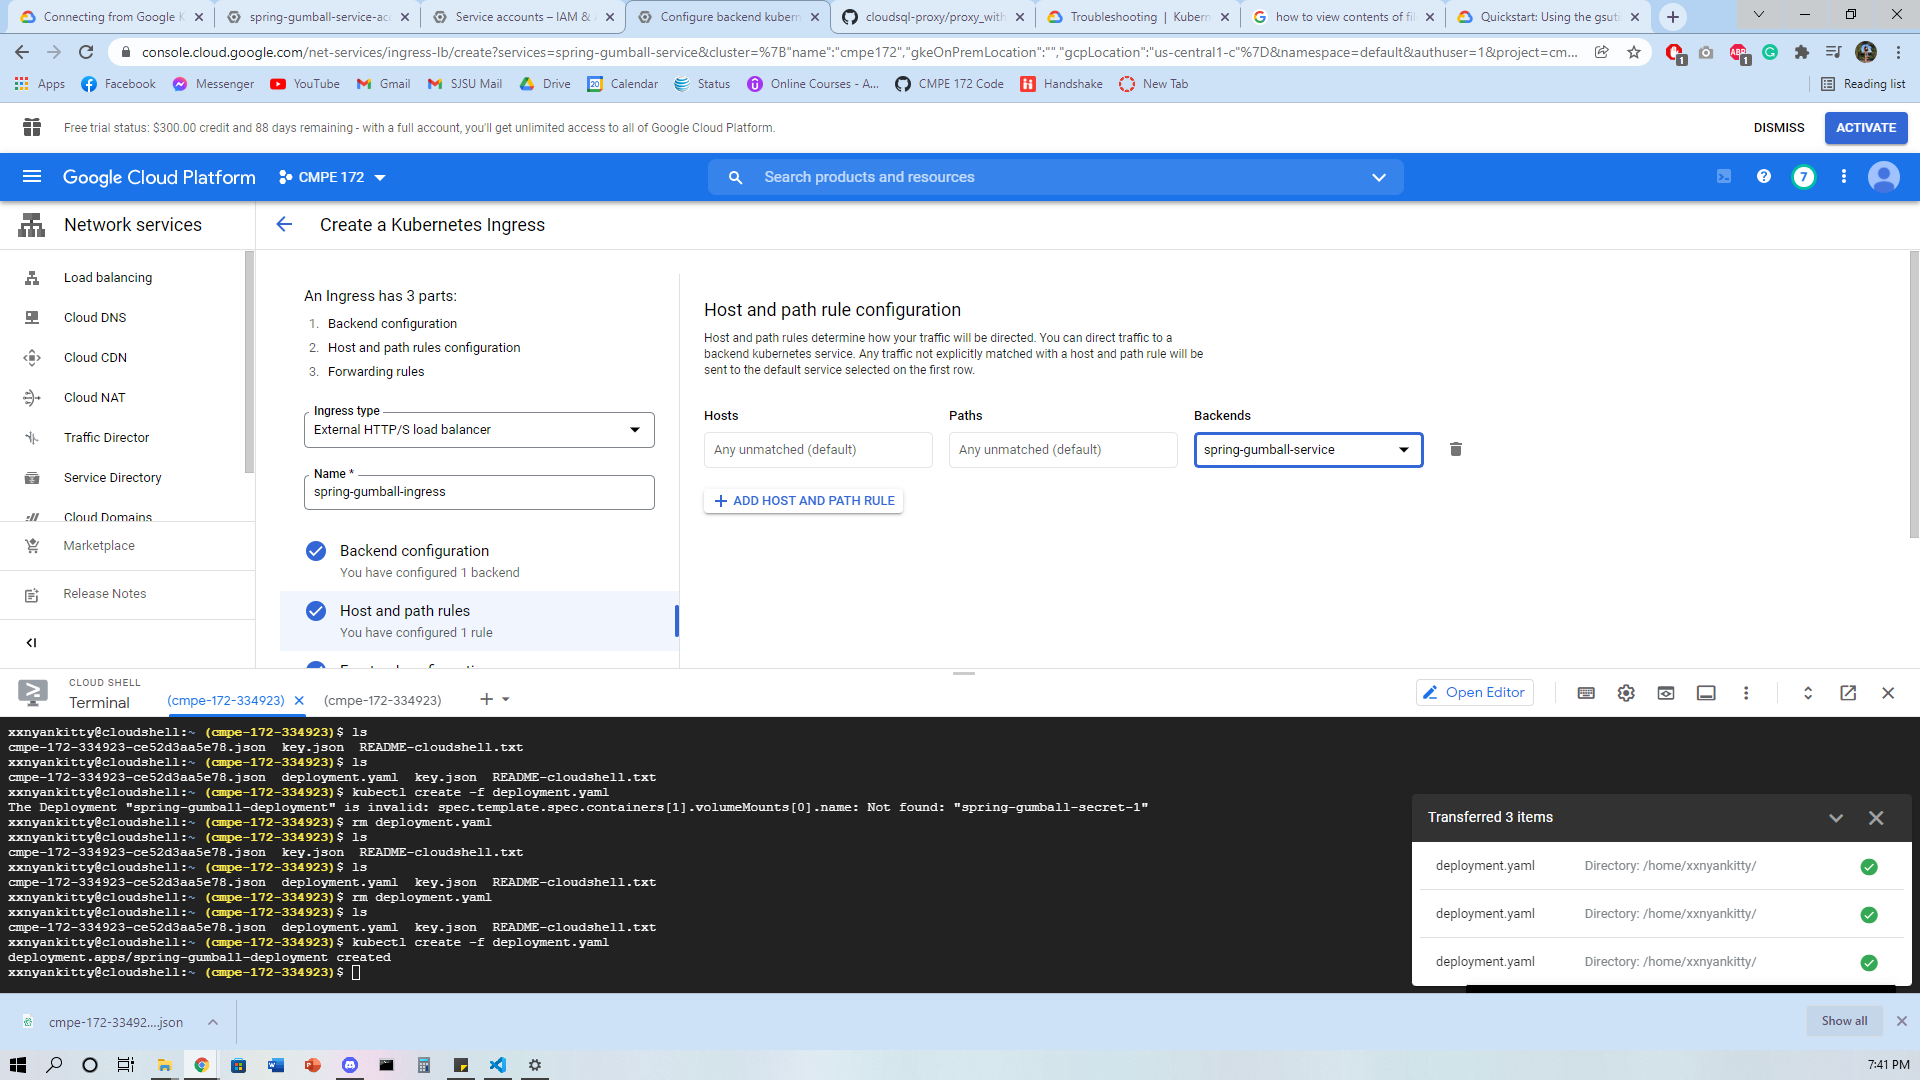 Connecting from Google K
spring-gumball-service-acc
Service accounts – IAM & A
Configure backend kubern
cloudsql-proxy/proxy_with
Troubleshooting | Kubern
how to view contents of fil
Quickstart: Using the gsuti
console.cloud.google.com/net-services/ingress-lb/create?services=spring-gumball-service&cluster=%7B"name":"cmpe172","gkeOnPremLocation":"","gcpLocation":"us-central1-c"%7D&namespace=default&authuser=1&project=cm...
1
1
Apps
Facebook
Messenger
YouTube
Gmail
SJSU Mail
Drive
20
Calendar
Status
Online Courses - A...
CMPE 172 Code
Handshake
New Tab
Reading list
Free trial status: $300.00 credit and 88 days remaining - with a full account, you'll get unlimited access to all of Google Cloud Platform.
DISMISS
ACTIVATE
Google Cloud Platform
CMPE 172
Search products and resources
7
Network services
Create a Kubernetes Ingress
Load balancing
Cloud DNS
Cloud CDN
Cloud NAT
Traffic Director
Service Directory
Cloud Domains
Marketplace
Release Notes
An Ingress has 3 parts:
1. Backend configuration
2. Host and path rules configuration
3. Forwarding rules
Ingress type
External HTTP/S load balancer
Name *
spring-gumball-ingress
Backend configuration
You have configured 1 backend
Host and path rules
You have configured 1 rule
Host and path rule configuration
Host and path rules determine how your traffic will be directed. You can direct traffic to a
backend kubernetes service. Any traffic not explicitly matched with a host and path rule will be
sent to the default service selected on the first row.
Hosts
Paths
Backends
Any unmatched (default)
Any unmatched (default)
spring-gumball-service
ADD HOST AND PATH RULE
CLOUD SHELL
Terminal
(cmpe-172-334923)
(cmpe-172-334923)
Open Editor
xxnyankitty@cloudshell:~ (cmpe-172-334923)$ ls
cmpe-172-334923-ce52d3aa5e78.json key.json README-cloudshell.txt
xxnyankitty@cloudshell:~ (cmpe-172-334923)$ ls
cmpe-172-334923-ce52d3aa5e78.json deployment.yaml key.json README-cloudshell.txt
xxnyankitty@cloudshell:~ (cmpe-172-334923)$ kubectl create -f deployment.yaml
The Deployment "spring-gumball-deployment" is invalid: spec.template.spec.containers[1].volumeMounts[0].name: Not found: "spring-gumball-secret-1"
xxnyankitty@cloudshell:~ (cmpe-172-334923)$ rm deployment.yaml
xxnyankitty@cloudshell:~ (cmpe-172-334923)$ ls
cmpe-172-334923-ce52d3aa5e78.json key.json README-cloudshell.txt
xxnyankitty@cloudshell:~ (cmpe-172-334923)$ ls
cmpe-172-334923-ce52d3aa5e78.json deployment.yaml key.json README-cloudshell.txt
xxnyankitty@cloudshell:~ (cmpe-172-334923)$ rm deployment.yaml
xxnyankitty@cloudshell:~ (cmpe-172-334923)$ ls
cmpe-172-334923-ce52d3aa5e78.json deployment.yaml key.json README-cloudshell.txt
xxnyankitty@cloudshell:~ (cmpe-172-334923)$ kubectl create -f deployment.yaml
deployment.apps/spring-gumball-deployment created
xxnyankitty@cloudshell:~ (cmpe-172-334923)$
Transferred 3 items
deployment.yaml Directory: /home/xxnyankitty/
deployment.yaml Directory: /home/xxnyankitty/
deployment.yaml Directory: /home/xxnyankitty/
cmpe-172-33492....json
Show all
7:41 PM